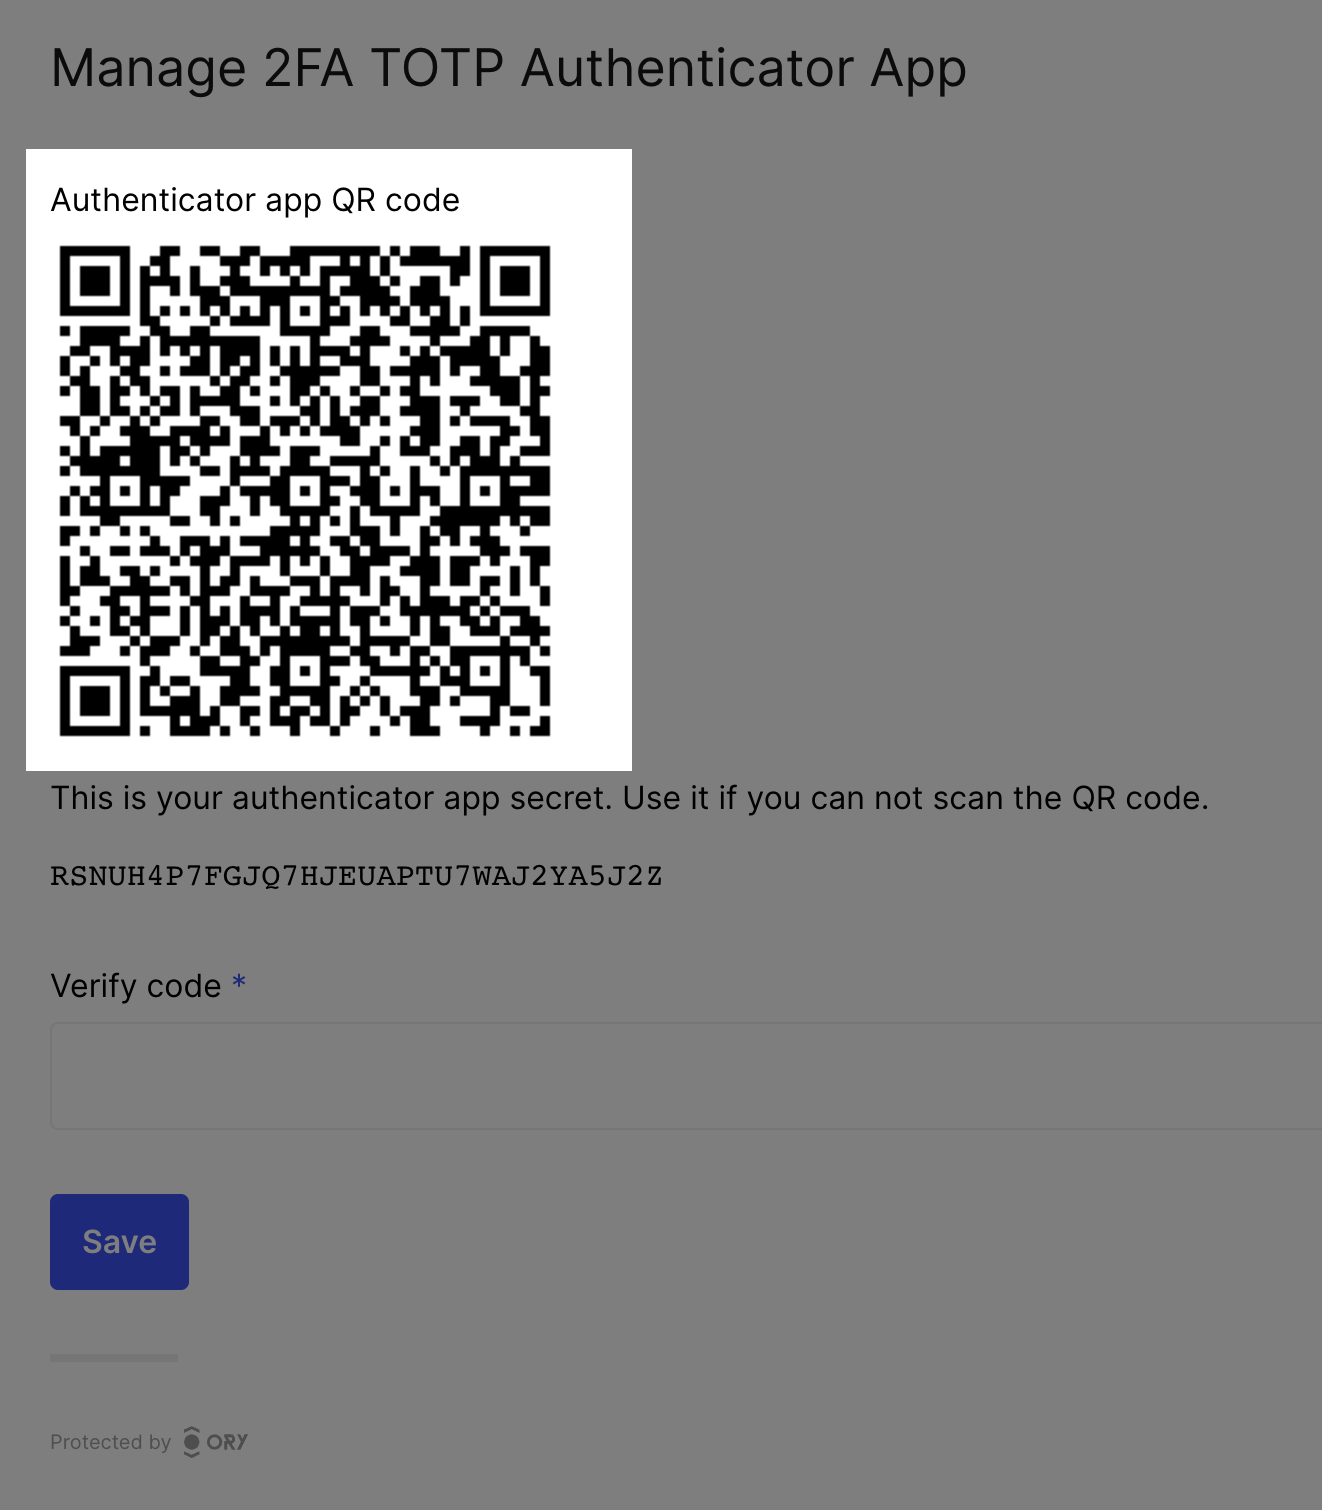 Manage 2FA TOTP Authenticator App
Authenticator app QR code
This is your authenticator app secret. Use it if you can not scan the QR code.
RSNUH4P7FGJQ7HJEUAPTU7WAJ2YA5J2Z
Verify code *
Save
Protected by ORY